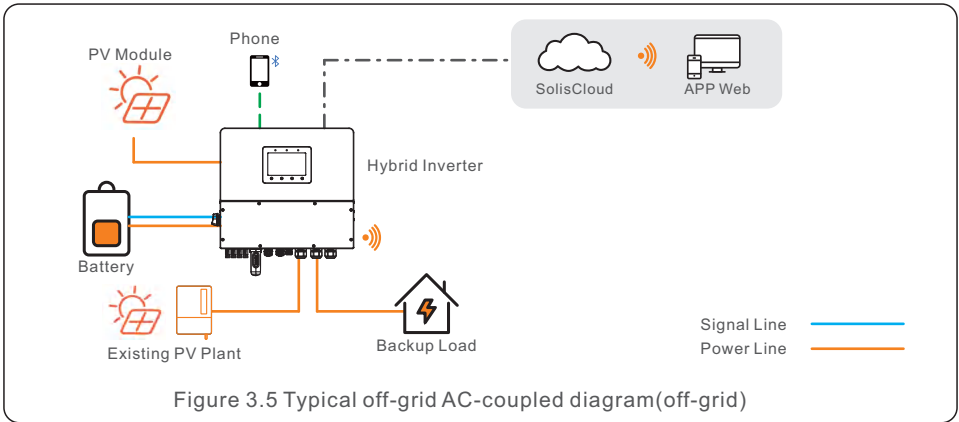 Phone
PV Module
SolisCloud
APP Web
Hybrid Inverter
Battery
Existing PV Plant
Backup Load
Signal Line
Power Line
Figure 3.5 Typical off-grid AC-coupled diagram(off-grid)